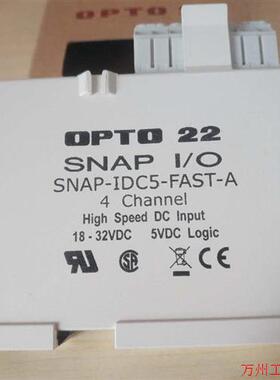 OPTO 22
OPTO 22
SNAP I/O
SNAP-IDC5-FAST-A
4 Channel
High Speed DC Input
18 - 32VDC 5VDC Logic
万州工